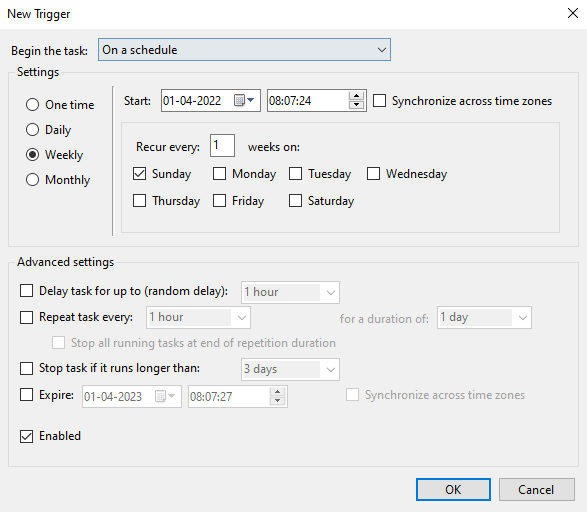 New Trigger
Begin the task: On a schedule
Settings
One time
Daily
Weekly
Monthly
Start: 01-04-2022 08:07:24 Synchronize across time zones
Recur every: 1 weeks on:
Sunday Monday Tuesday Wednesday
Thursday Friday Saturday
Advanced settings
Delay task for up to (random delay): 1 hour
Repeat task every: 1 hour for a duration of: 1 day
Stop all running tasks at end of repetition duration
Stop task if it runs longer than: 3 days
Expire: 01-04-2023 08:07:27 Synchronize across time zones
Enabled
OK Cancel